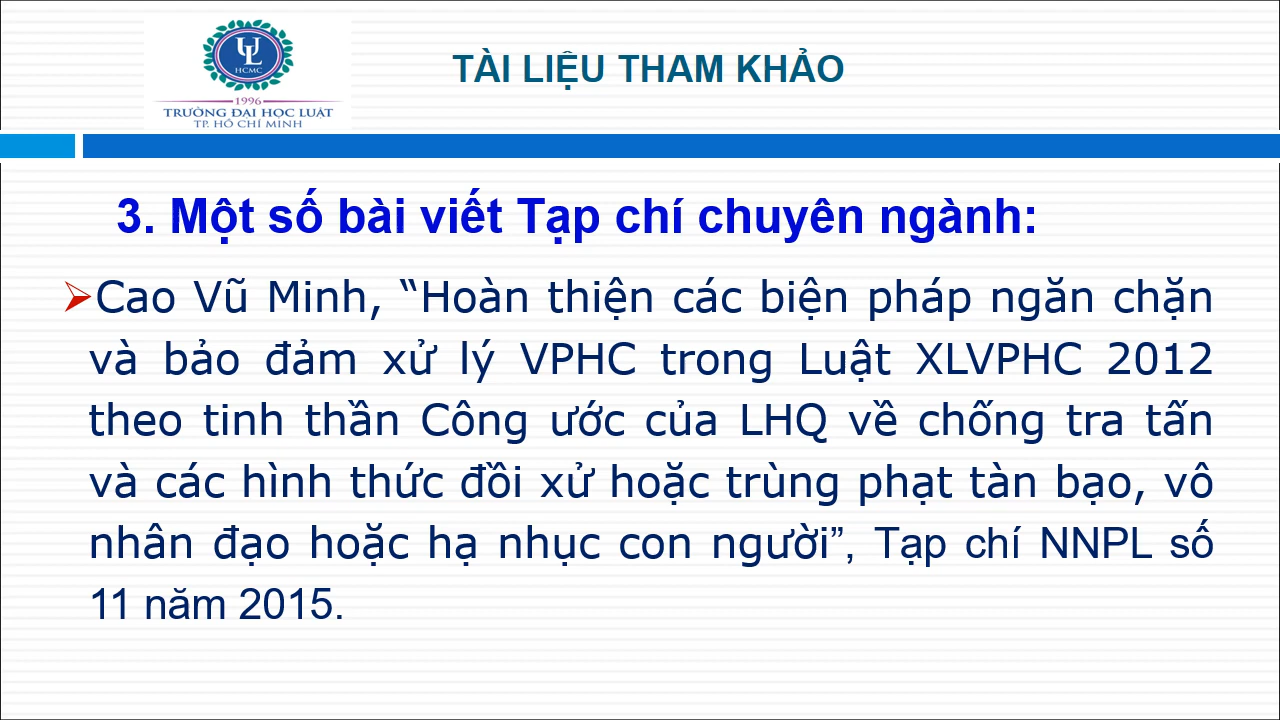 UL
HCMC
1996
TRƯỜNG ĐẠI HỌC LUẬT
TP. HỒ CHÍ MINH
TÀI LIỆU THAM KHẢO
3. Một số bài viết Tạp chí chuyên ngành:
Cao Vũ Minh, “Hoàn thiện các biện pháp ngăn chặn
và bảo đảm xử lý VPHC trong Luật XLVPHC 2012
theo tinh thần Công ước của LHQ về chống tra tấn
và các hình thức đồi xử hoặc trùng phạt tàn bạo, vô
nhân đạo hoặc hạ nhục con người”, Tạp chí NNPL số
11 năm 2015.